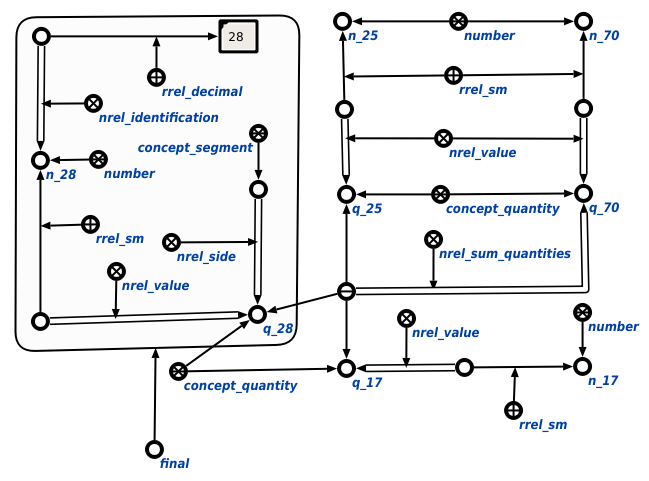 28
n_25
number
n_70
rrel_decimal
rrel_sm
nrel_identification
concept_segment
nrel_value
n_28
number
q_25
concept_quantity
q_70
rrel_sm
nrel_side
nrel_sum_quantities
nrel_value
q_28
nrel_value
number
concept_quantity
q_17
n_17
rrel_sm
final